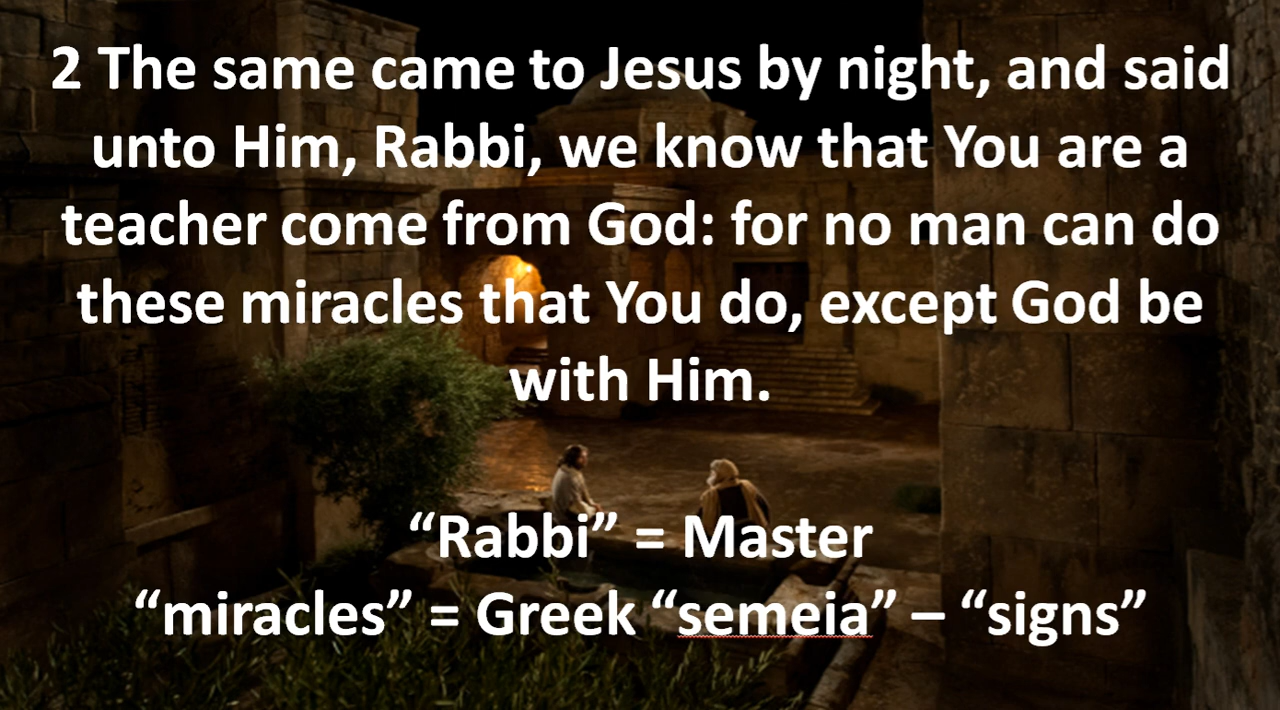 2 The same came to Jesus by night, and said
unto Him, Rabbi, we know that You are a
teacher come from God: for no man can do
these miracles that You do, except God be
with Him.
“Rabbi” = Master
“miracles” = Greek “semeia” – “signs”